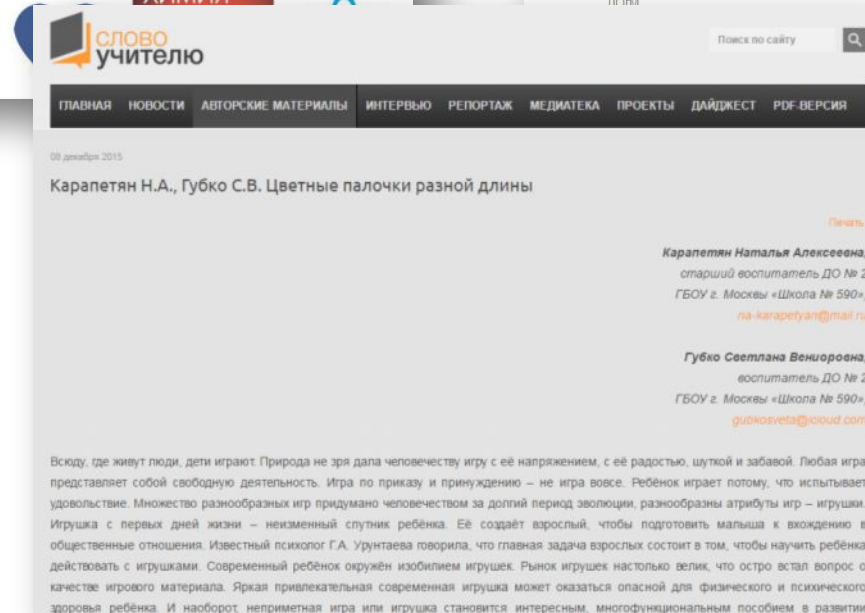 СЛОВО
учителю
Поиск по сайту
ГЛАВНАЯ НОВОСТИ АВТОРСКИЕ МАТЕРИАЛЫ ИНТЕРВЬЮ РЕПОРТАЖ МЕДИАТЕКА ПРОЕКТЫ ДАЙДЖЕСТ PDF-ВЕРСИЯ
08 декабря 2015
Карапетян Н.А., Губко С.В. Цветные палочки разной длины
Печать
Карапетян Наталья Алексеевна,
старший воспитатель ДО № 2
ГБОУ г. Москвы «Школа № 590»,
na-karapetyan@mail.ru
Губко Светлана Вениоровна,
воспитатель ДО № 2
ГБОУ г. Москвы «Школа № 590»,
gubkosveta@icloud.com
Всюду, где живут люди, дети играют. Природа не зря дала человечеству игру с её напряжением, с её радостью, шуткой и забавой. Любая игра
представляет собой свободную деятельность. Игра по приказу и принуждению – не игра вовсе. Ребёнок играет потому, что испытывает
удовольствие. Множество разнообразных игр придумано человечеством за долгий период эволюции, разнообразны атрибуты игр – игрушки.
Игрушка с первых дней жизни – неизменный спутник ребёнка. Её создаёт взрослый, чтобы подготовить малыша к вхождению в
общественные отношения. Известный психолог Г.А. Урунтаева говорила, что главная задача взрослых состоит в том, чтобы научить ребёнка
действовать с игрушками. Современный ребёнок окружён изобилием игрушек. Рынок игрушек настолько велик, что остро встал вопрос о
качестве игрового материала. Яркая привлекательная современная игрушка может оказаться опасной для физического и психического
здоровья ребёнка. И наоборот, неприметная игра или игрушка становится интересным, многофункциональным пособием в развитии